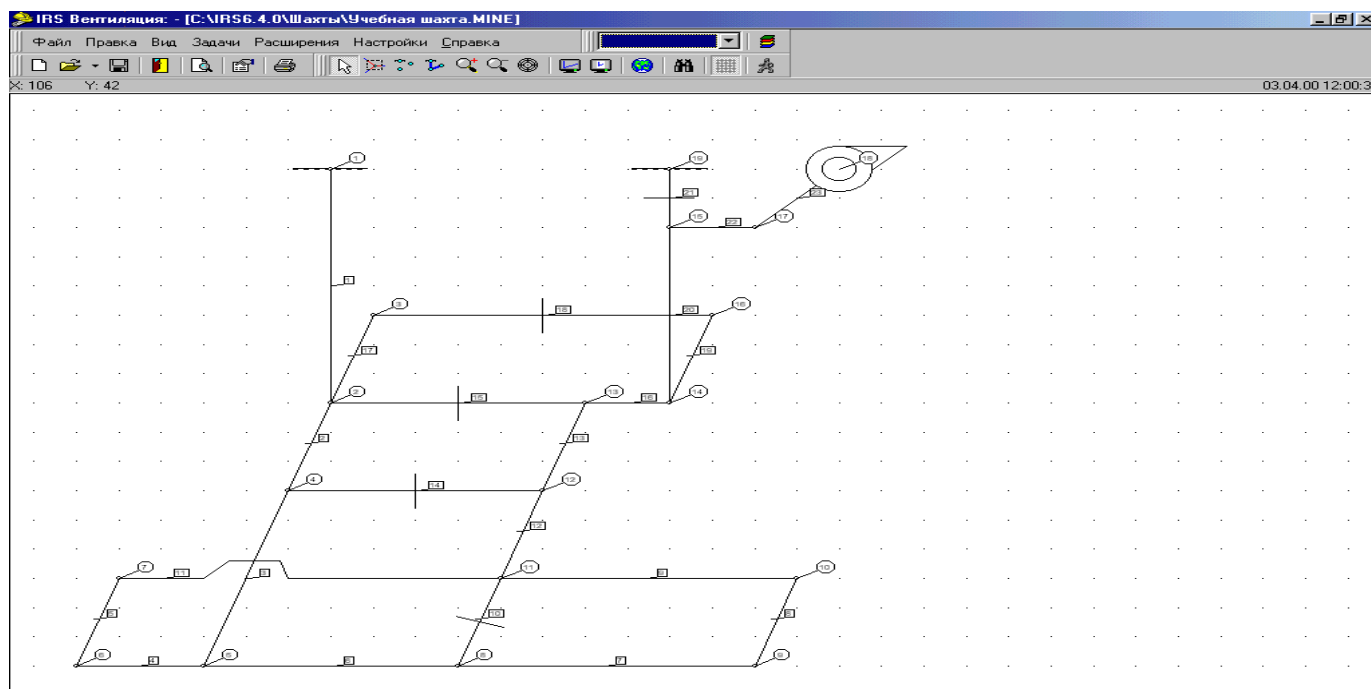 IRS Вентиляция: - [C:\IRS6.4.0\Шахты\Учебная шахта.MINE]
Файл Правка Вид Задачи Расширения Настройки Справка
X: 106 Y: 42 03.04.00 12:00:3
1 19 18
21 23
15 17
22
1
3 16
18 20
17 19
2 13 14
15 16
2 13
4 12
14
12
7 11 10
11 3 9
10
6 5 8 9
4 7